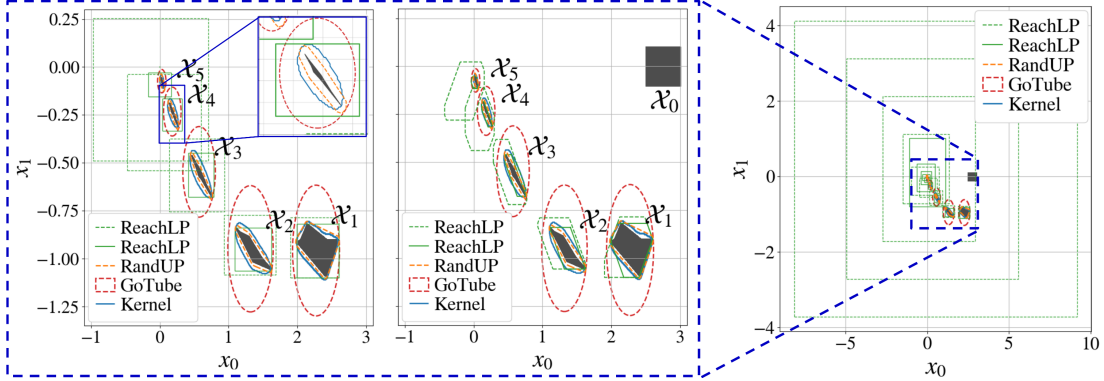 0.25
0.00
−0.25
−0.50
−0.75
−1.00
−1.25
x₁
𝒳₅
𝒳₄
𝒳₃
𝒳₂
𝒳₁
ReachLP
ReachLP
RandUP
GoTube
Kernel
−1
0
1
2
3
x₀
𝒳₅
𝒳₄
𝒳₀
𝒳₃
𝒳₂
𝒳₁
ReachLP
ReachLP
RandUP
GoTube
Kernel
−1
0
1
2
3
x₀
4
2
0
−2
−4
x₁
ReachLP
ReachLP
RandUP
GoTube
Kernel
−5
0
5
10
x₀